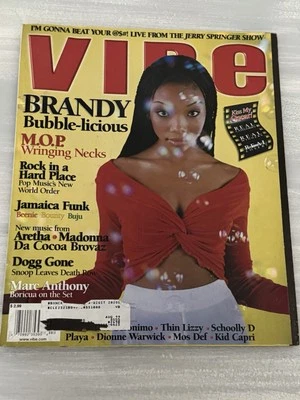 I'M GONNA BEAT YOUR @$#! LIVE FROM THE JERRY SPRINGER SHOW
VIBE
BRANDY
Bubble-licious
M.O.P.
Wringing Necks
Rock in a
Hard Place
Pop Music's New
World Order
Jamaica Funk
Beenie Bounty Buju
New music from
Aretha • Madonna
Da Cocoa Brovaz
Dogg Gone
Snoop Leaves Death Row
Marc Anthony
Boricua on the Set
Thin Lizzy • Schoolly D
Playa • Dionne Warwick • Mos Def • Kid Capri
www.vibe.com